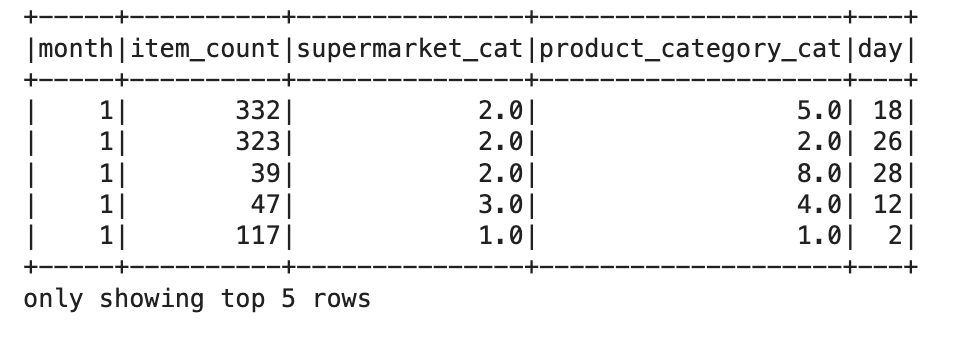 +-----+----------+---------------+--------------------+---+
|month|item_count|supermarket_cat|product_category_cat|day|
+-----+----------+---------------+--------------------+---+
|    1|       332|            2.0|                 5.0| 18|
|    1|       323|            2.0|                 2.0| 26|
|    1|        39|            2.0|                 8.0| 28|
|    1|        47|            3.0|                 4.0| 12|
|    1|       117|            1.0|                 1.0|  2|
+-----+----------+---------------+--------------------+---+
only showing top 5 rows